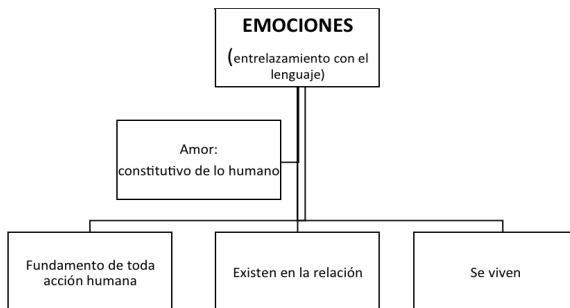 EMOCIONES
(entrelazamiento con el
lenguaje)
Amor:
constitutivo de lo humano
Fundamento de toda
acción humana
Existen en la relación
Se viven